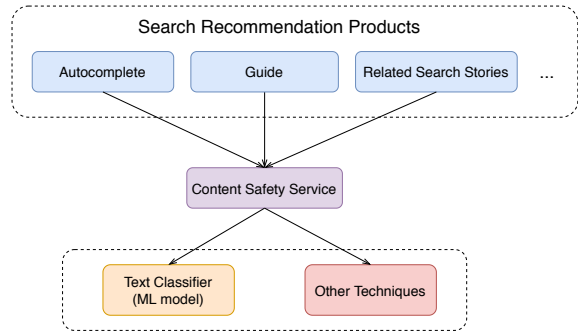 Search Recommendation Products
Autocomplete
Guide
Related Search Stories
...
Content Safety Service
Text Classifier
(ML model)
Other Techniques